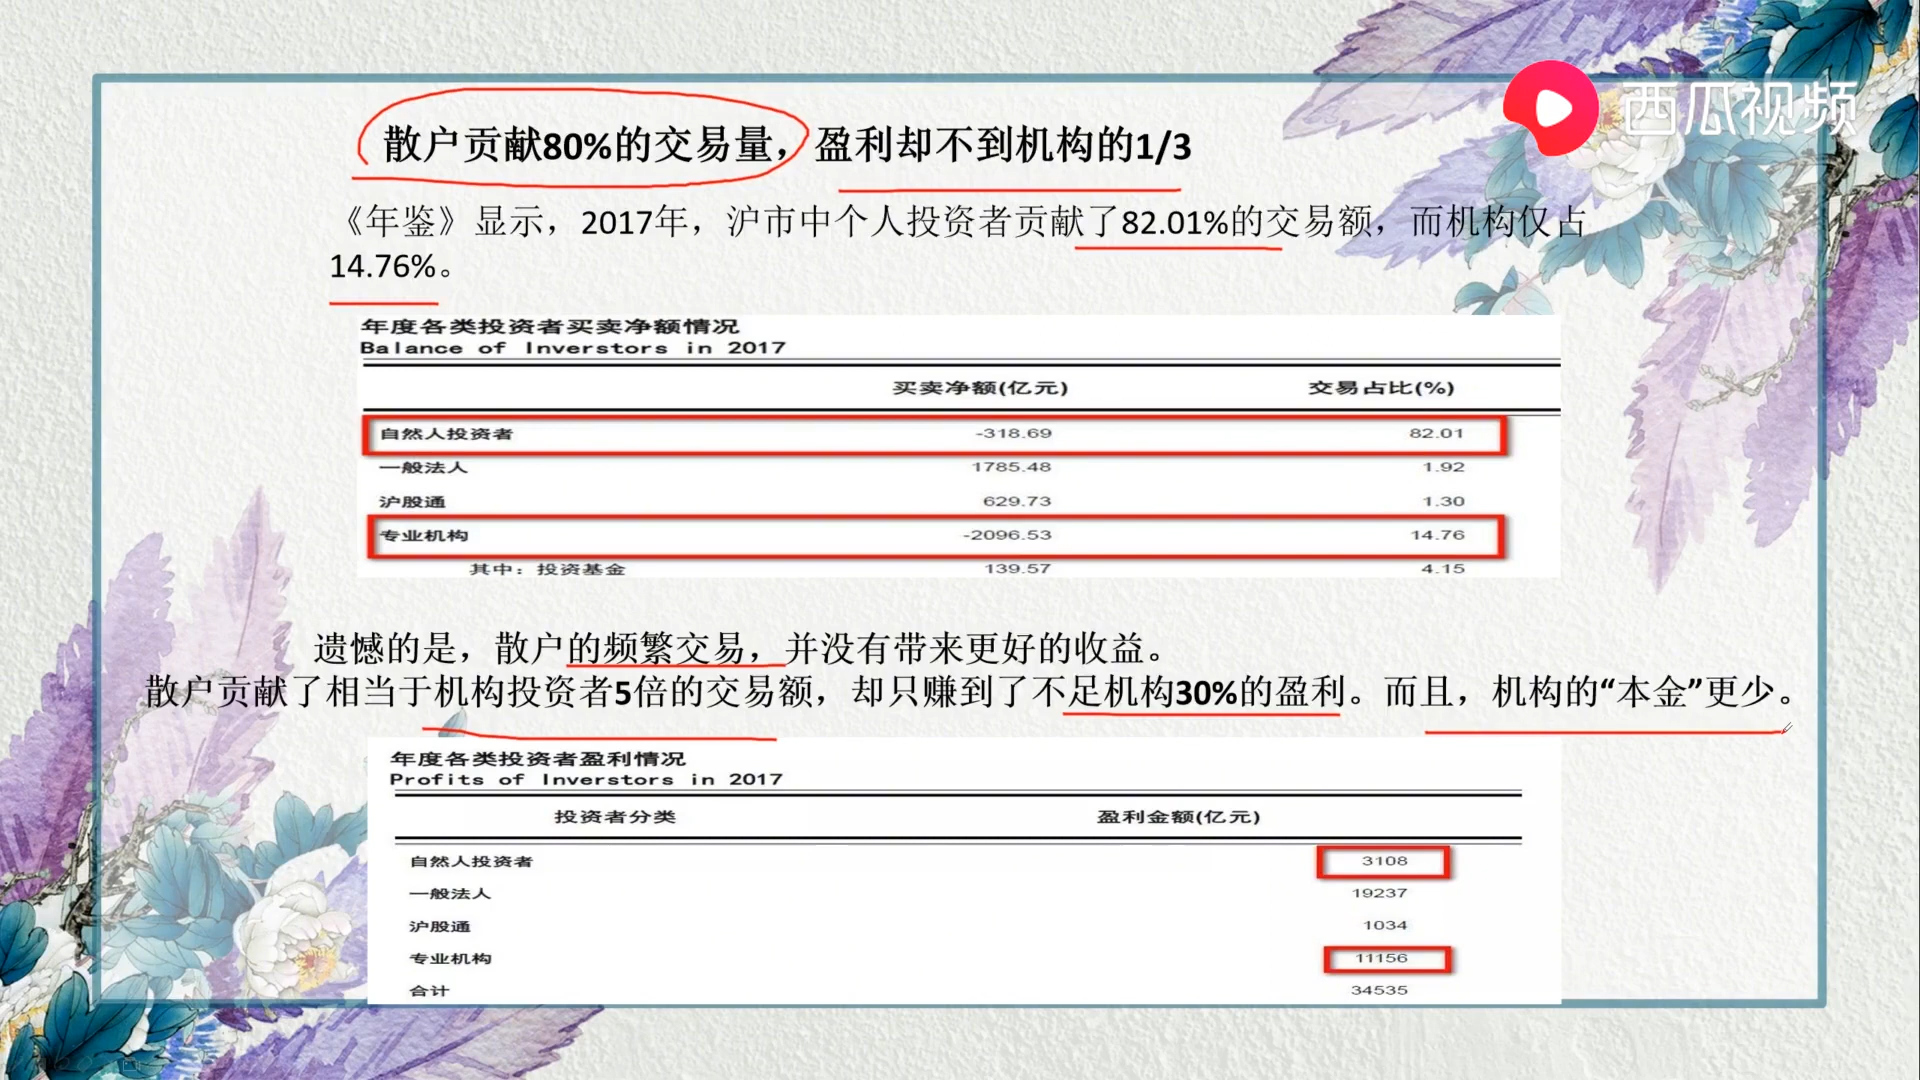 西瓜视频
散户贡献80%的交易量，盈利却不到机构的1/3
《年鉴》显示，2017年，沪市中个人投资者贡献了82.01%的交易额，而机构仅占
14.76%。
年度各类投资者买卖净额情况
Balance of Inverstors in 2017
买卖净额(亿元) 交易占比(%)
自然人投资者 -318.69 82.01
一般法人 1785.48 1.92
沪股通 629.73 1.30
专业机构 -2096.53 14.76
其中：投资基金 139.57 4.15
遗憾的是，散户的频繁交易，并没有带来更好的收益。
散户贡献了相当于机构投资者5倍的交易额，却只赚到了不足机构30%的盈利。而且，机构的“本金”更少。
年度各类投资者盈利情况
Profits of Inverstors in 2017
投资者分类 盈利金额(亿元)
自然人投资者 3108
一般法人 19237
沪股通 1034
专业机构 11156
合计 34535